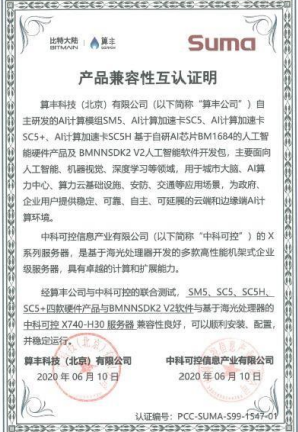 比特大陆
BITMAIN
算丰
Suma
产品兼容性互认证明
算丰科技（北京）有限公司（以下简称“算丰公司”）自
主研发的AI计算模组SM5、AI计算加速卡SC5、AI计算加速卡
SC5+、AI计算加速卡SC5H 基于自研AI芯片BM1684的人工智
能硬件产品及 BMNNSDK2 V2人工智能软件开发包，主要面向
人工智能、机器视觉、深度学习等领域，用于城市大脑、AI算
力中心、算力云基础设施、安防、交通等应用场景，为政府、
企业用户提供稳定、可靠、自主、可延展的云端和边缘端AI计
算环境。
中科可控信息产业有限公司（以下简称“中科可控”）的 X
系列服务器，是基于海光处理器开发的多款高性能机架式企业
级服务器，具有卓越的计算和扩展能力。
经算丰公司与中科可控的联合测试，SM5、SC5、SC5H、
SC5+四款硬件产品与BMNNSDK2 V2软件与基于海光处理器的
中科可控 X740-H30 服务器 兼容性良好，可以顺利安装、配置，
并稳定运行。
算丰科技（北京）有限公司
中科可控信息产业有限公司
2020 年 06 月 10 日
2020 年 06 月 10 日
认证编号：PCC-SUMA-S99-1547-01